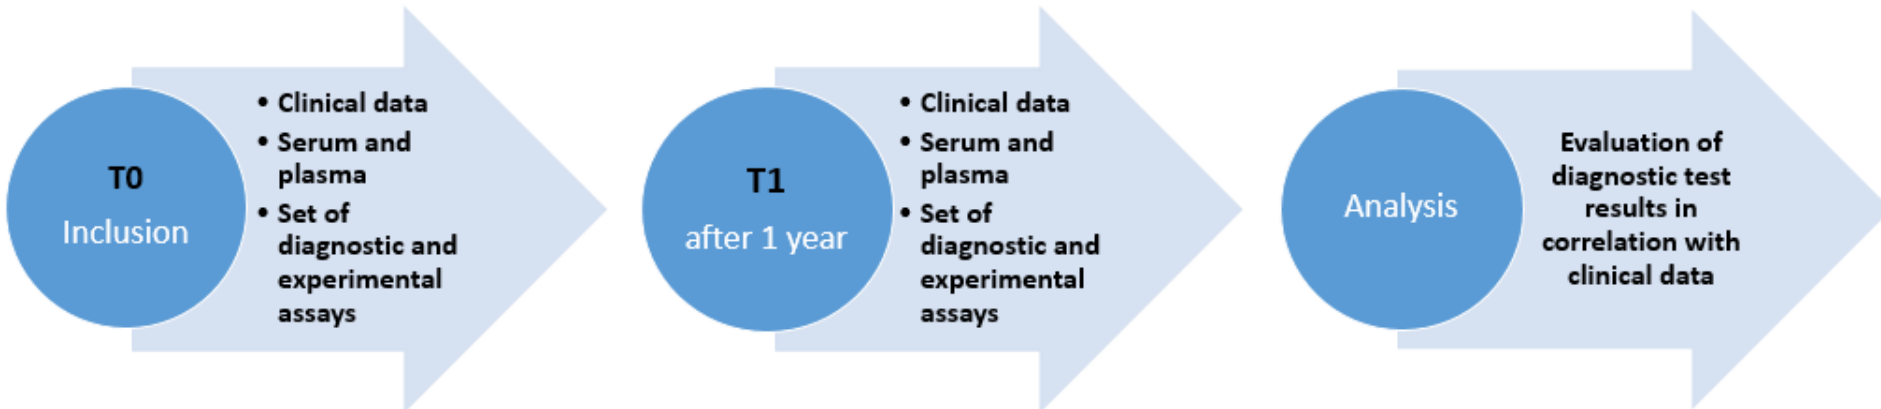 T0
Inclusion
• Clinical data
• Serum and
plasma
• Set of
diagnostic and
experimental
assays
T1
after 1 year
• Clinical data
• Serum and
plasma
• Set of
diagnostic and
experimental
assays
Analysis
Evaluation of
diagnostic test
results in
correlation with
clinical data